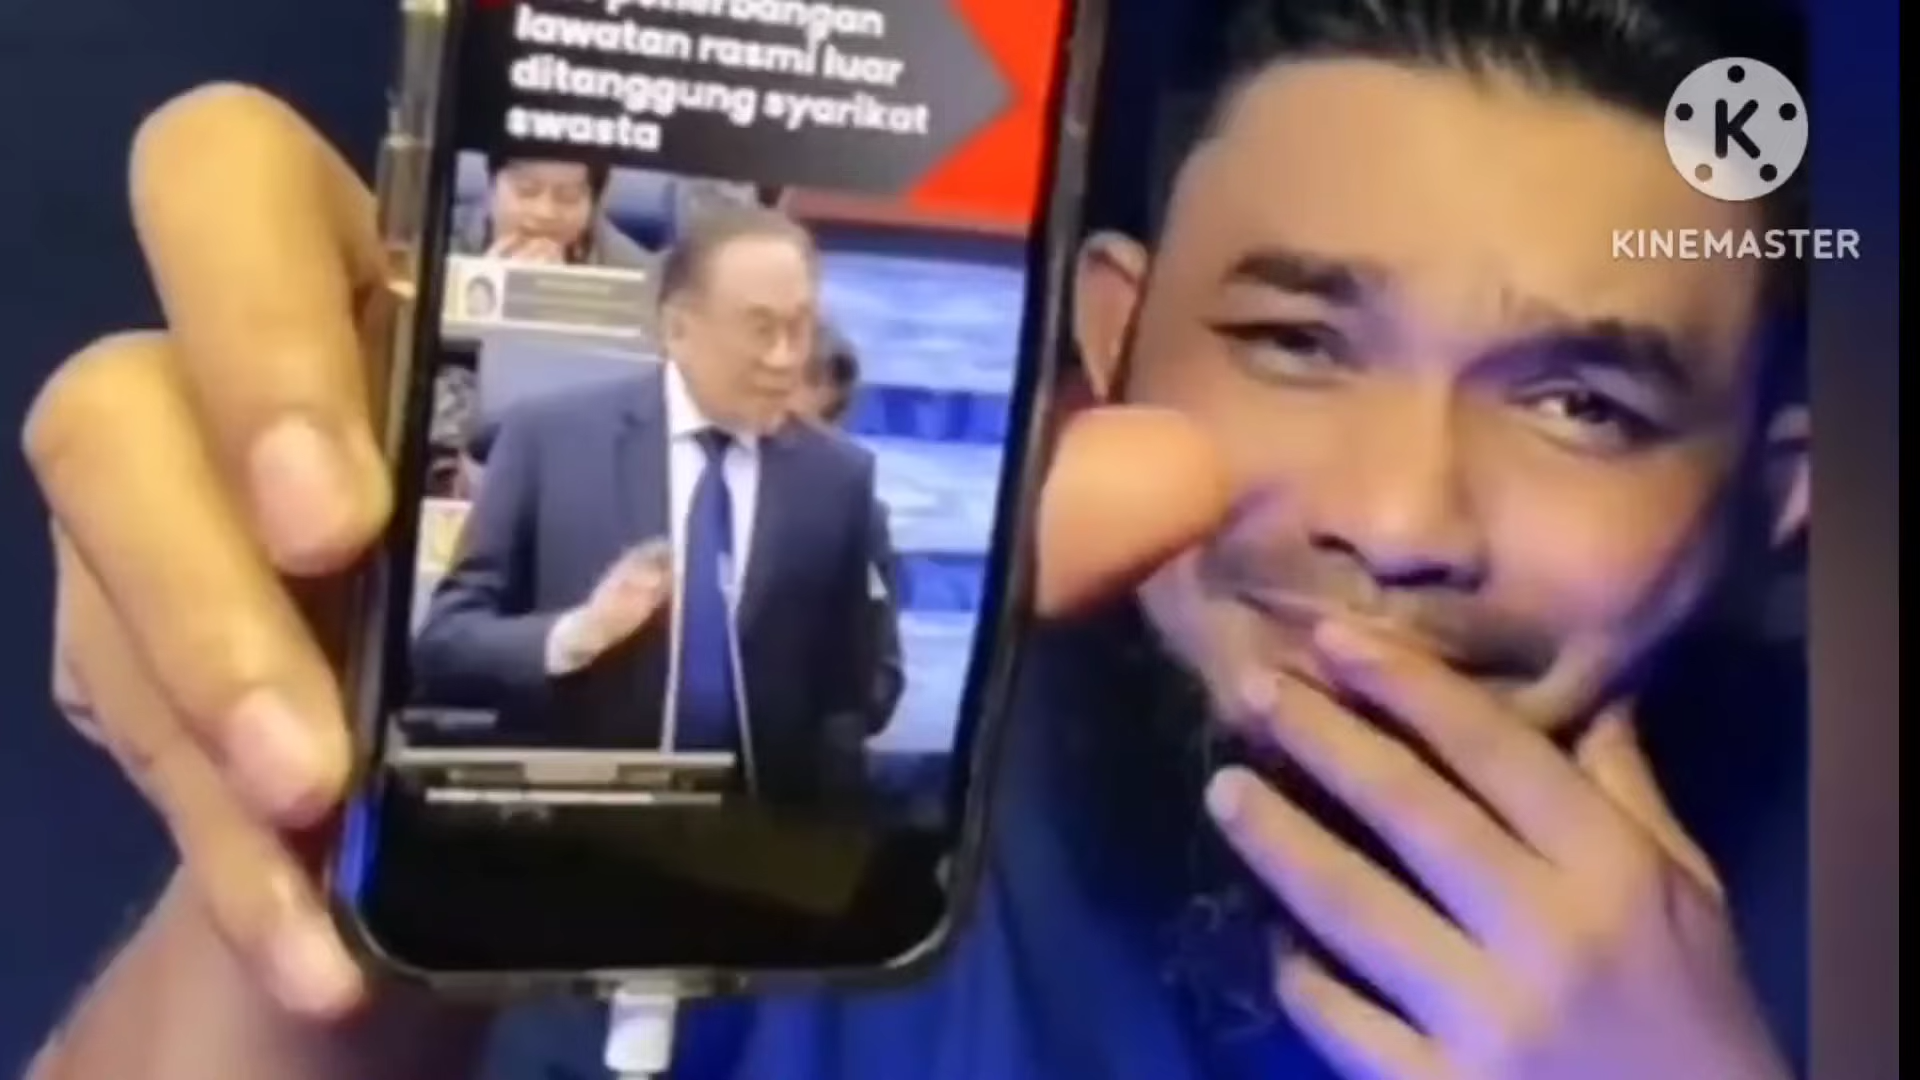 penerbangan
lawatan rasmi luar
ditanggung syarikat
swasta
K
KINEMASTER